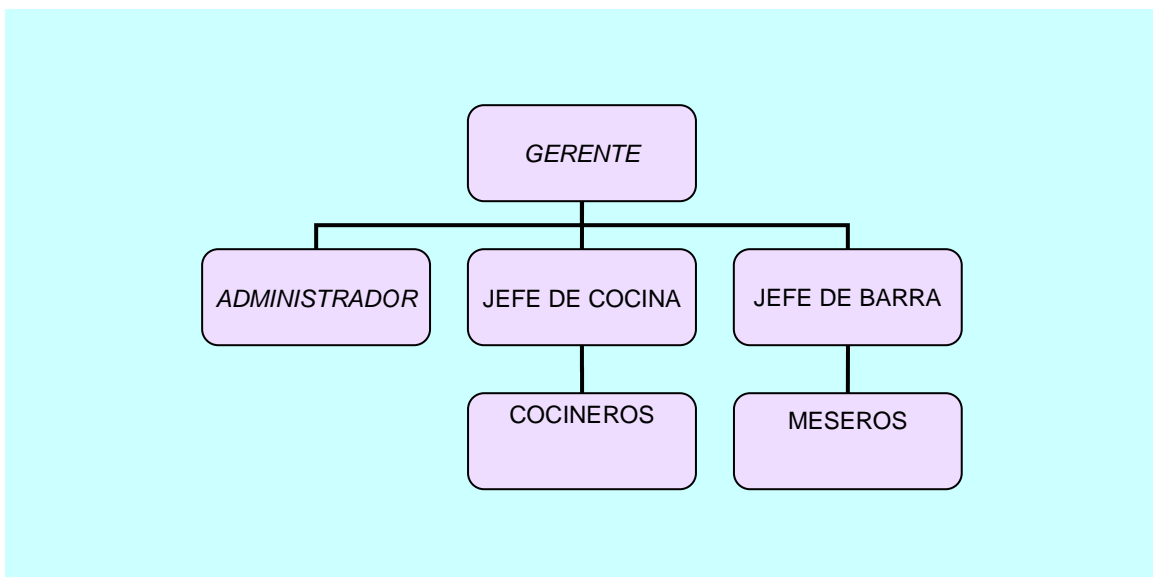 GERENTE
ADMINISTRADOR
JEFE DE COCINA
JEFE DE BARRA
COCINEROS
MESEROS